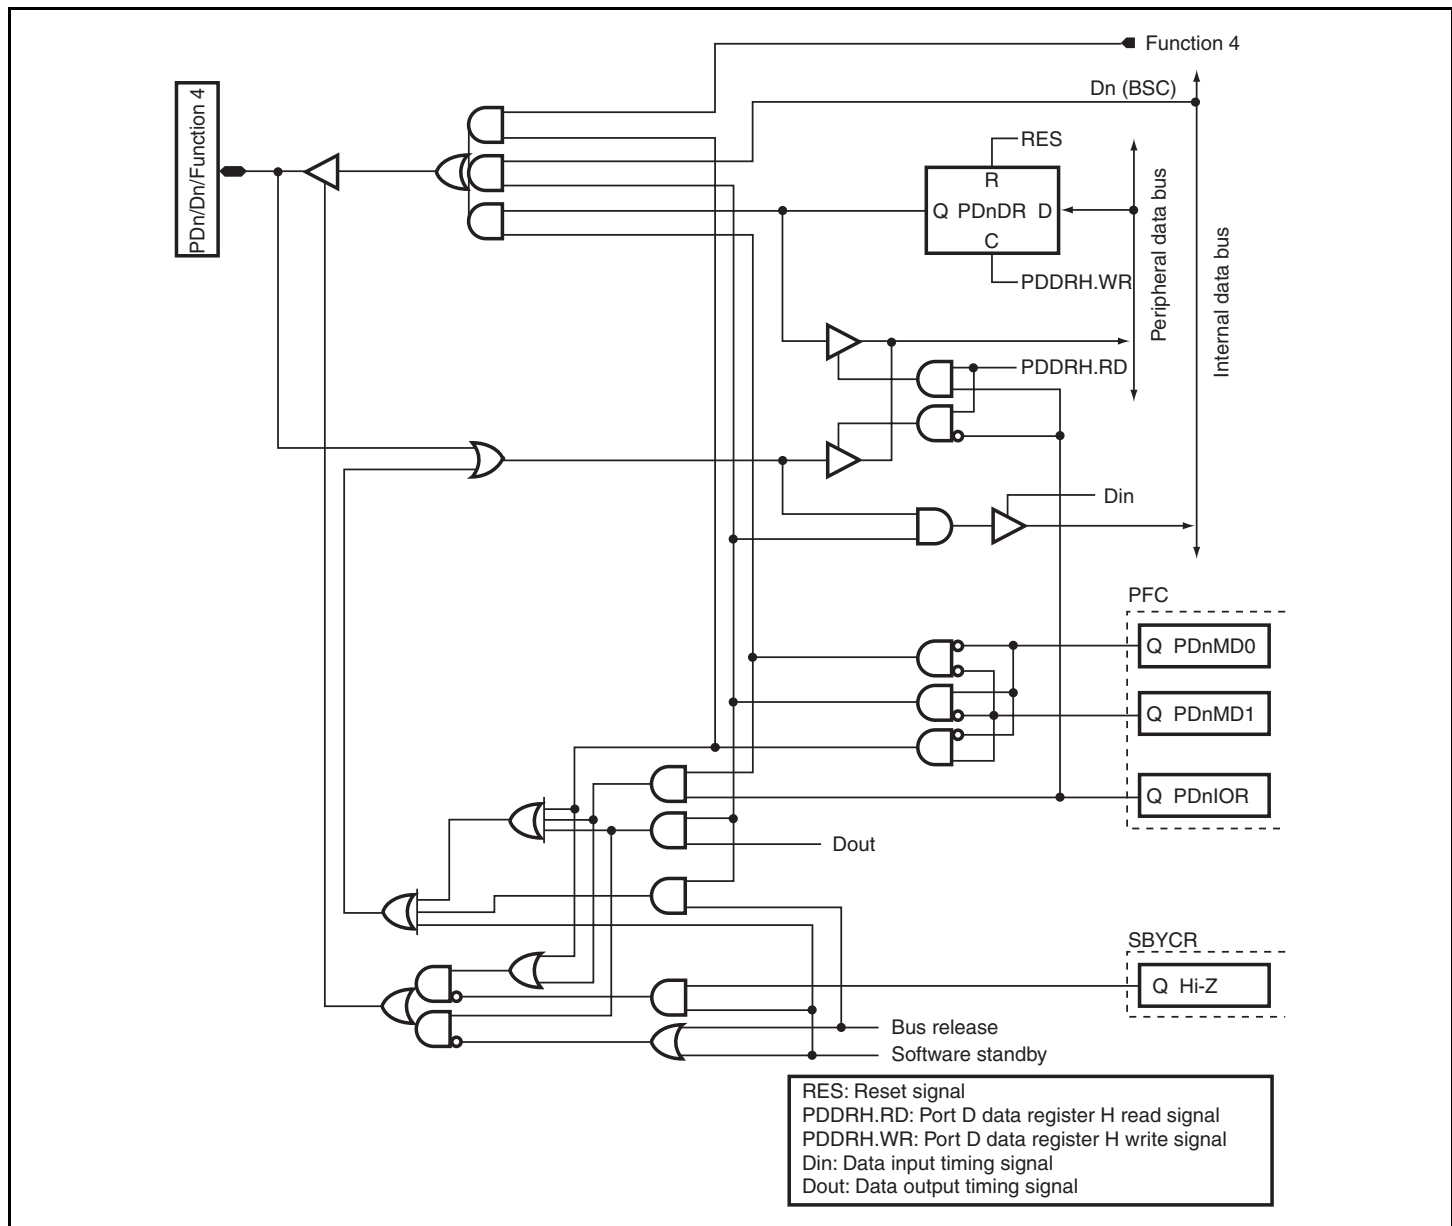 Function 4
PDn/Dn/Function 4
Dn (BSC)
RES
R
Q PDnDR D
C
PDDRH.WR
Peripheral data bus
Internal data bus
PDDRH.RD
Din
PFC
Q PDnMD0
Q PDnMD1
Q PDnIOR
Dout
SBYCR
Q Hi-Z
Bus release
Software standby
RES: Reset signal
PDDRH.RD: Port D data register H read signal
PDDRH.WR: Port D data register H write signal
Din: Data input timing signal
Dout: Data output timing signal